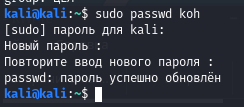 kali@kali:~$ sudo passwd koh
[sudo] пароль для kali:
Новый пароль :
Повторите ввод нового пароля :
passwd: пароль успешно обновлён
kali@kali:~$